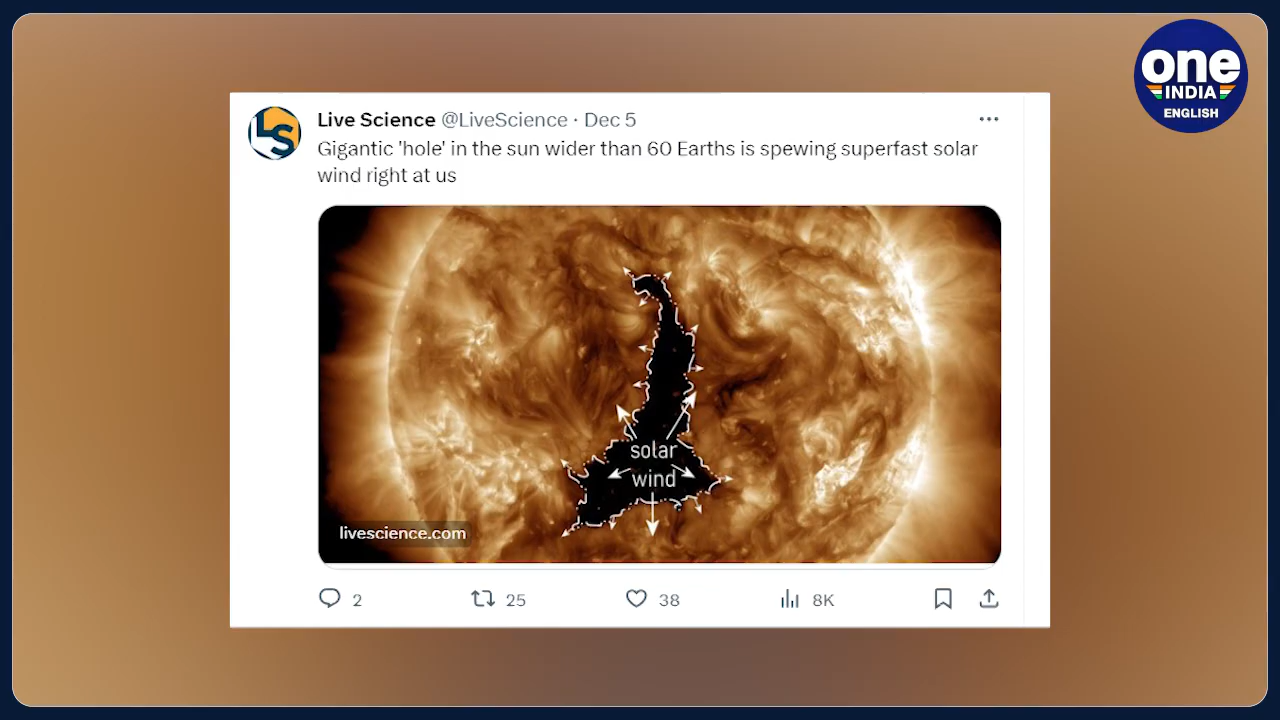 one
INDIA
ENGLISH
LS
Live Science @LiveScience · Dec 5
Gigantic 'hole' in the sun wider than 60 Earths is spewing superfast solar
wind right at us
solar
wind
livescience.com
2 25 38 8K